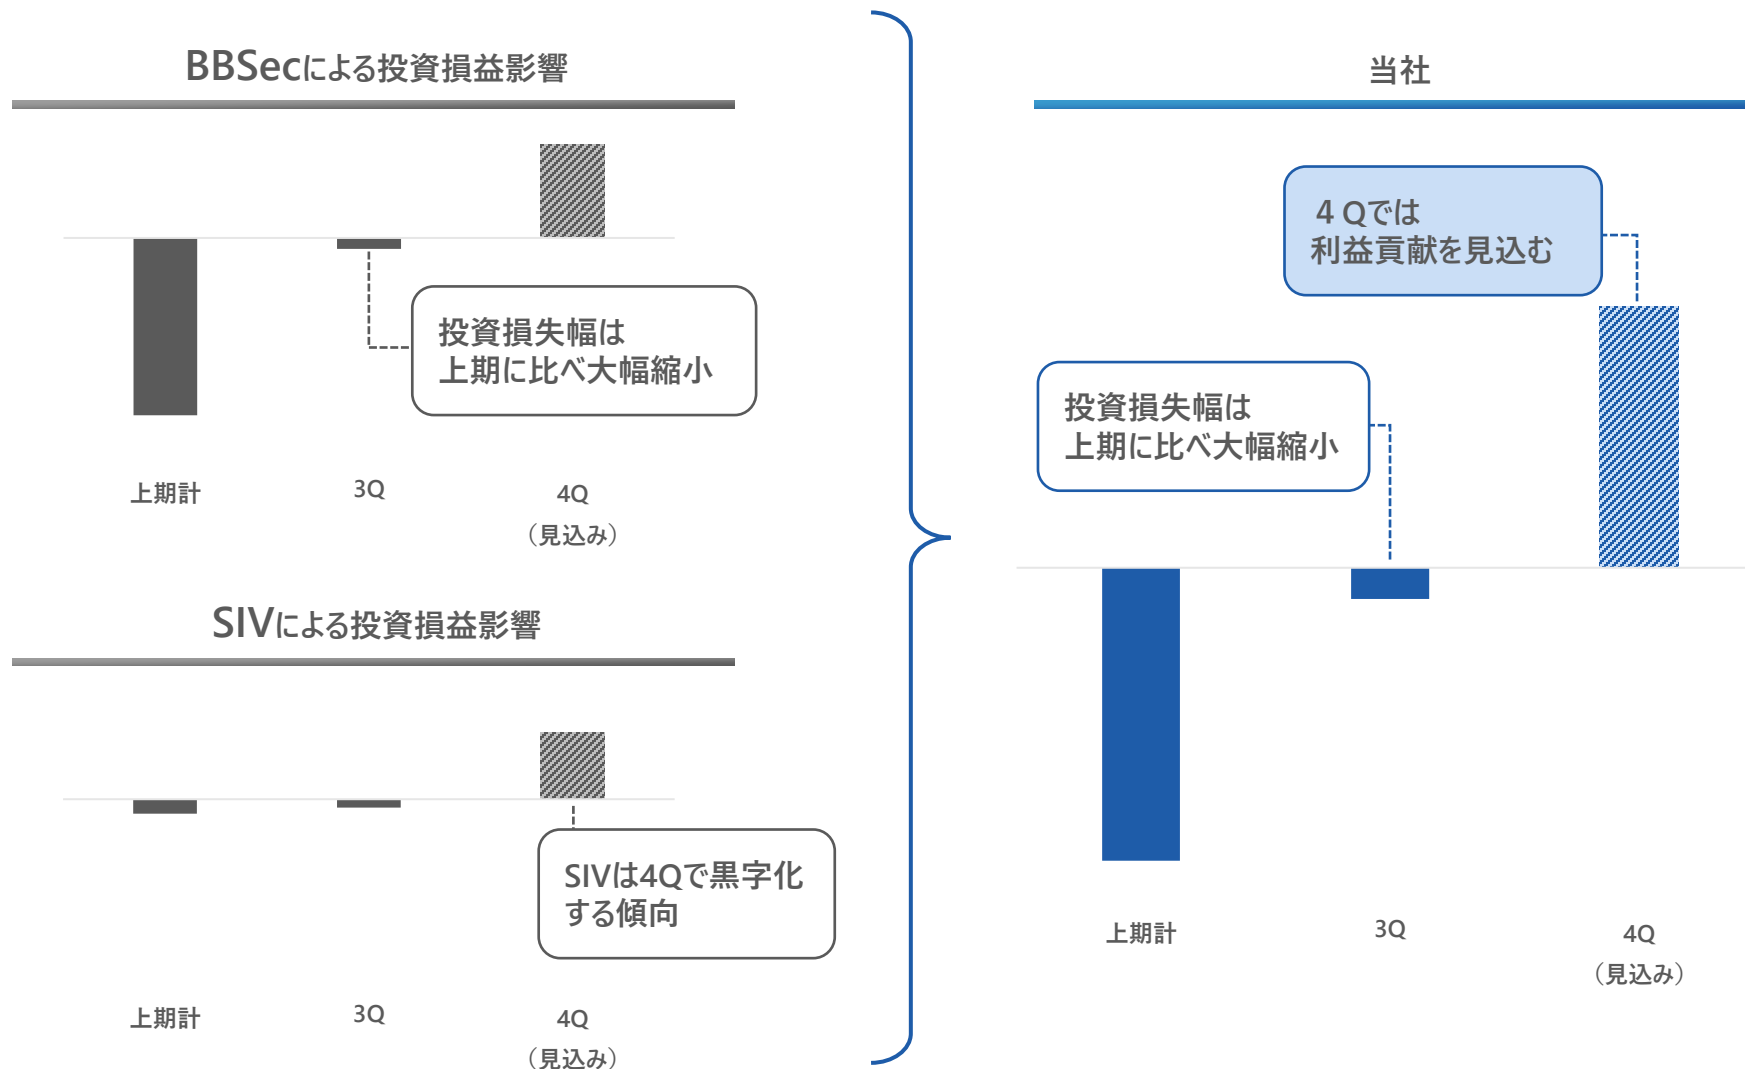 BBSecによる投資損益影響
投資損失幅は
上期に比べ大幅縮小
上期計
3Q
4Q
（見込み）
SIVによる投資損益影響
SIVは4Qで黒字化
する傾向
上期計
3Q
4Q
（見込み）
当社
４Qでは
利益貢献を見込む
投資損失幅は
上期に比べ大幅縮小
上期計
3Q
4Q
（見込み）